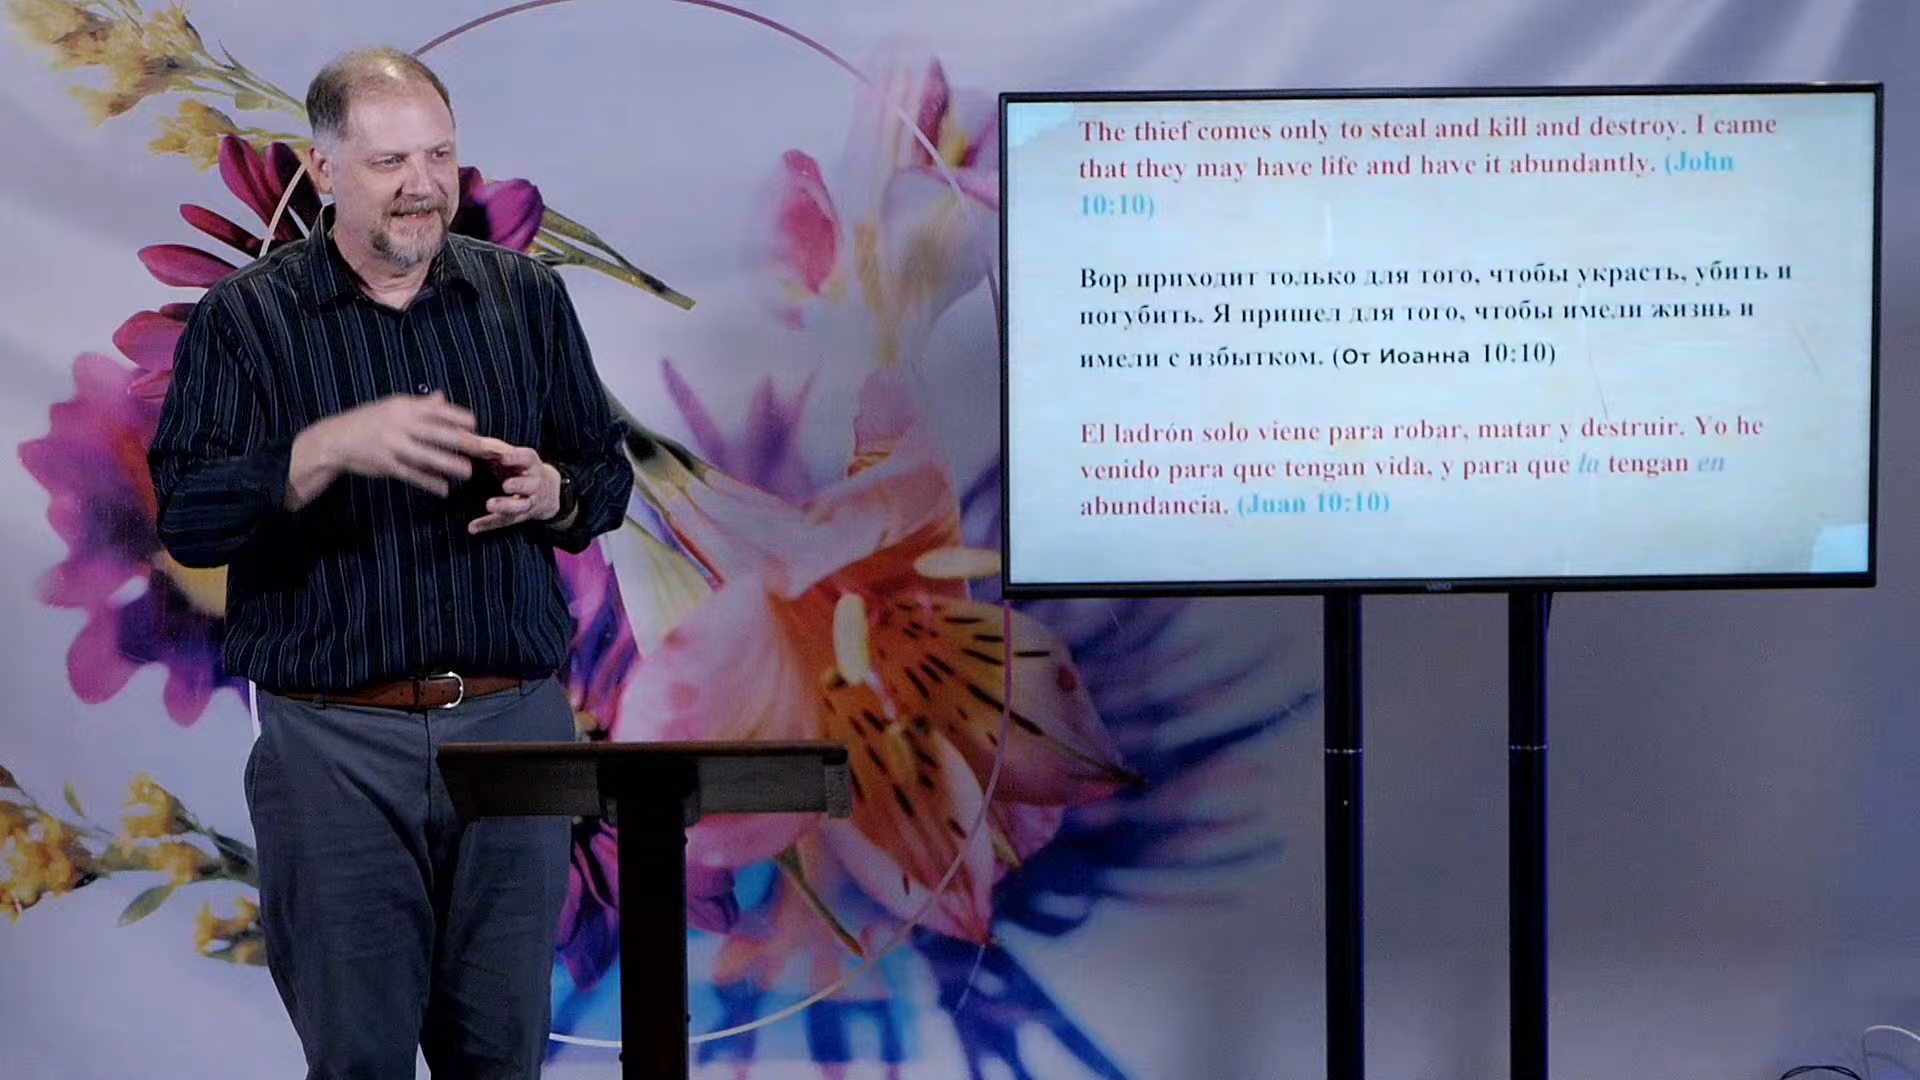 The thief comes only to steal and kill and destroy. I came
that they may have life and have it abundantly. (John
10:10)
Вор приходит только для того, чтобы украсть, убить и
погубить. Я пришел для того, чтобы имели жизнь и
имели с избытком. (От Иоанна 10:10)
El ladrón solo viene para robar, matar y destruir. Yo he
venido para que tengan vida, y para que la tengan en
abundancia. (Juan 10:10)
VIZIO